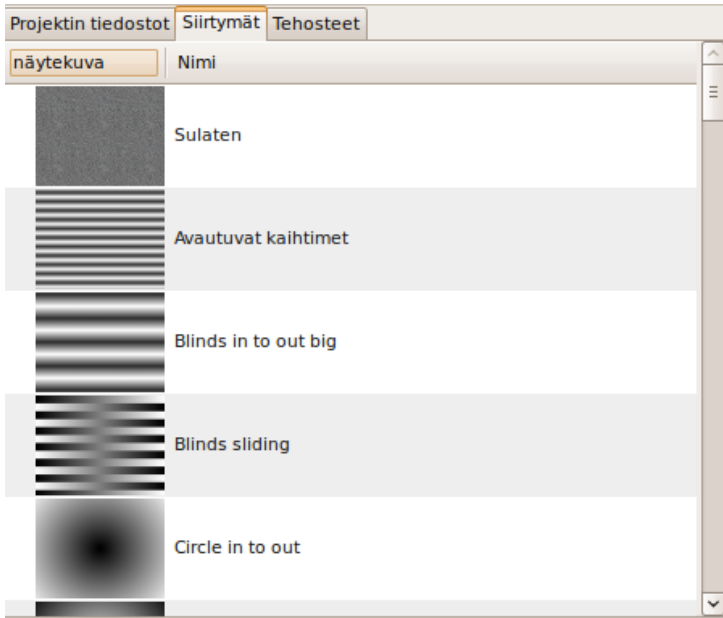 Projektin tiedostot Siirtymät Tehosteet
näytekuva Nimi
Sulaten
Avautuvat kaihtimet
Blinds in to out big
Blinds sliding
Circle in to out